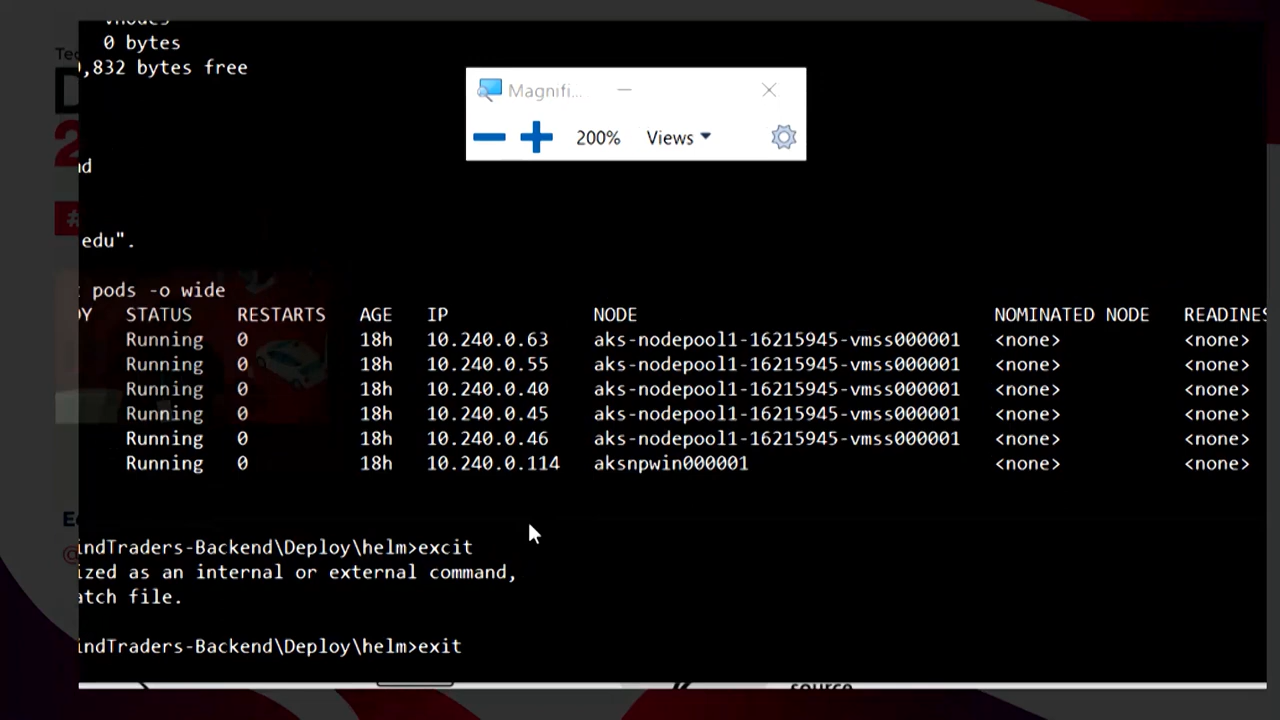 vnodes
0 bytes
,832 bytes free
Magnifi...
200% Views
nd
edu".
pods -o wide
STATUS RESTARTS AGE IP NODE NOMINATED NODE READINES
Running 0 18h 10.240.0.63 aks-nodepool1-16215945-vmss000001 <none> <none>
Running 0 18h 10.240.0.55 aks-nodepool1-16215945-vmss000001 <none> <none>
Running 0 18h 10.240.0.40 aks-nodepool1-16215945-vmss000001 <none> <none>
Running 0 18h 10.240.0.45 aks-nodepool1-16215945-vmss000001 <none> <none>
Running 0 18h 10.240.0.46 aks-nodepool1-16215945-vmss000001 <none> <none>
Running 0 18h 10.240.0.114 aksnpwin000001 <none> <none>
indTraders-Backend\Deploy\helm>excit
ized as an internal or external command,
atch file.
indTraders-Backend\Deploy\helm>exit
source